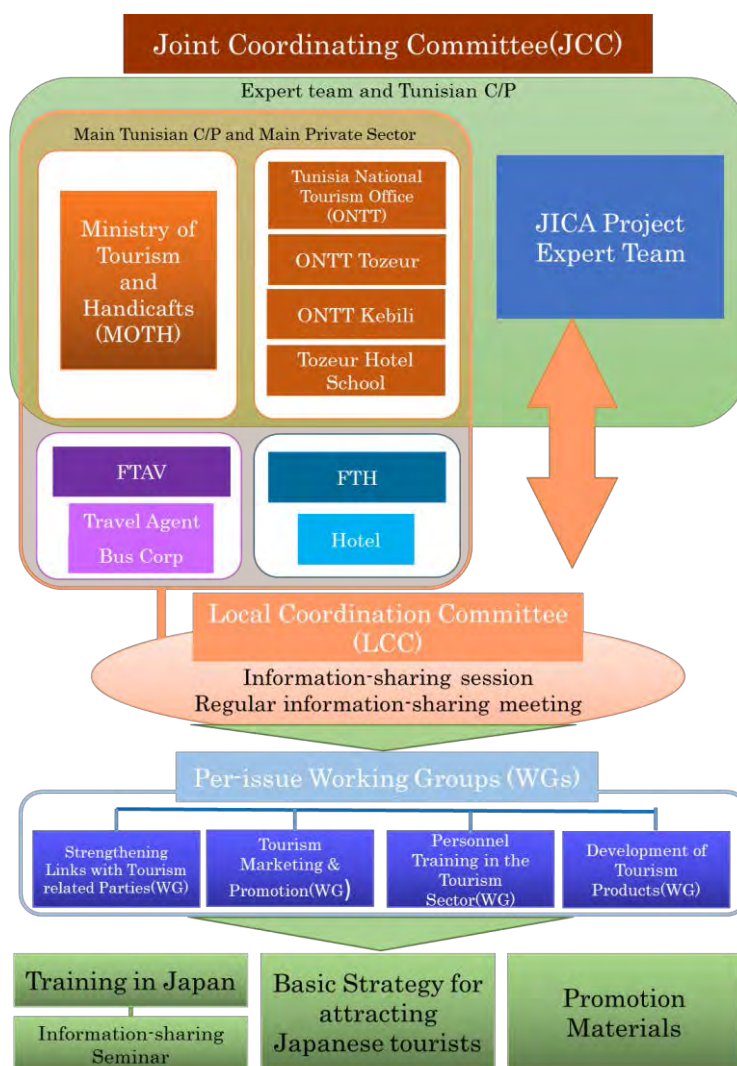 Joint Coordinating Committee(JCC)
Expert team and Tunisian C/P
Main Tunisian C/P and Main Private Sector
Ministry of
Tourism
and
Handicafts
(MOTH)
Tunisia National
Tourism Office
(ONTT)
ONTT Tozeur
ONTT Kebili
Tozeur Hotel
School
JICA Project
Expert Team
FTAV
Travel Agent
Bus Corp
FTH
Hotel
Local Coordination Committee
(LCC)
Information-sharing session
Regular information-sharing meeting
Per-issue Working Groups (WGs)
Strengthening
Links with Tourism
related Parties(WG)
Tourism
Marketing &
Promotion(WG)
Personnel
Training in the
Tourism
Sector(WG)
Development of
Tourism
Products(WG)
Training in Japan
Information-sharing
Seminar
Basic Strategy for
attracting
Japanese tourists
Promotion
Materials